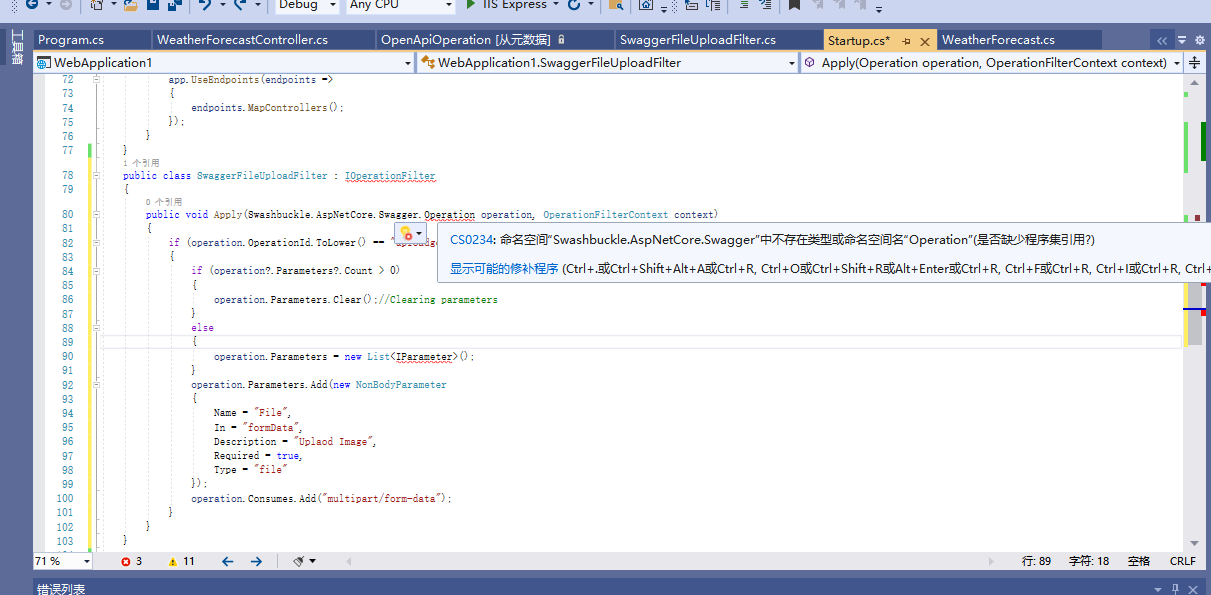 Debug
Any CPU
IIS Express
工具箱
Program.cs
WeatherForecastController.cs
OpenApiOperation [从元数据]
SwaggerFileUploadFilter.cs
Startup.cs*
WeatherForecast.cs
WebApplication1
WebApplication1.SwaggerFileUploadFilter
Apply(Operation operation, OperationFilterContext context)
72 app.UseEndpoints(endpoints =>
73 {
74 endpoints.MapControllers();
75 });
76 }
77 }
1 个引用
78 public class SwaggerFileUploadFilter : IOperationFilter
79 {
0 个引用
80 public void Apply(Swashbuckle.AspNetCore.Swagger.Operation operation, OperationFilterContext context)
81 {
82 if (operation.OperationId.ToLower() ==
CS0234: 命名空间“Swashbuckle.AspNetCore.Swagger”中不存在类型或命名空间名“Operation”(是否缺少程序集引用?)
83 {
显示可能的修补程序 (Ctrl+.或Ctrl+Shift+Alt+A或Ctrl+R, Ctrl+O或Ctrl+Shift+R或Alt+Enter或Ctrl+R, Ctrl+F或Ctrl+R, Ctrl+I或Ctrl+R, Ctrl+
84 if (operation?.Parameters?.Count > 0)
85 {
86 operation.Parameters.Clear();//Clearing parameters
87 }
88 else
89 {
90 operation.Parameters = new List<IParameter>();
91 }
92 operation.Parameters.Add(new NonBodyParameter
93 {
94 Name = "File",
95 In = "formData",
96 Description = "Uplaod Image",
97 Required = true,
98 Type = "file"
99 });
100 operation.Consumes.Add("multipart/form-data");
101 }
102 }
103 }
71 %
3
11
行: 89
字符: 18
空格
CRLF
错误列表